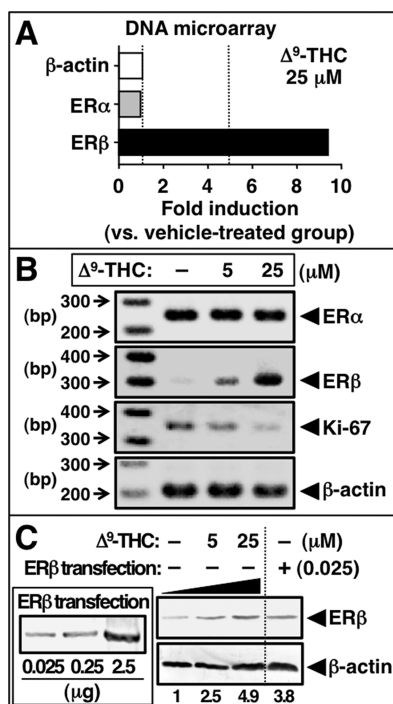 A
DNA microarray
β-actin
ERα
ERβ
Δ⁹-THC
25 μM
0 2 4 6 8 10
Fold induction
(vs. vehicle-treated group)
B
Δ⁹-THC: – 5 25 (μM)
(bp) 300 → ERα
200 →
(bp) 400 →
300 → ERβ
(bp) 400 → Ki-67
300 →
(bp) 300 →
200 → β-actin
C
Δ⁹-THC: – 5 25 – (μM)
ERβ transfection: – – – + (0.025)
ERβ transfection
0.025 0.25 2.5
(μg)
ERβ
β-actin
1 2.5 4.9 3.8